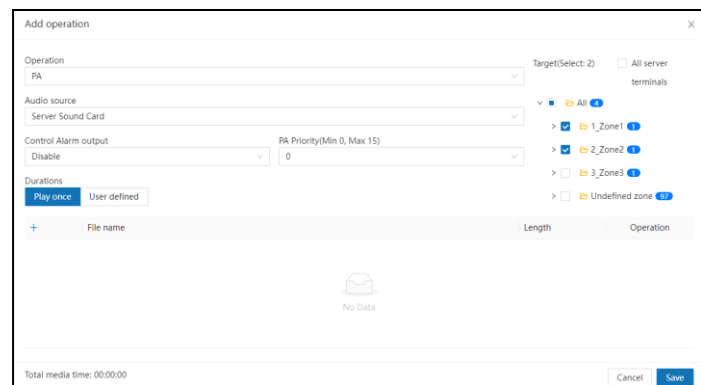 Add operation
Operation
PA
Audio source
Server Sound Card
Control Alarm output
PA Priority(Min 0, Max 15)
Disable
0
Durations
Play once
User defined
Target(Select: 2)
All server
terminals
All 4
1_Zone1 1
2_Zone2 1
3_Zone3 1
Undefined zone 97
+ File name Length Operation
No Data
Total media time: 00:00:00
Cancel
Save